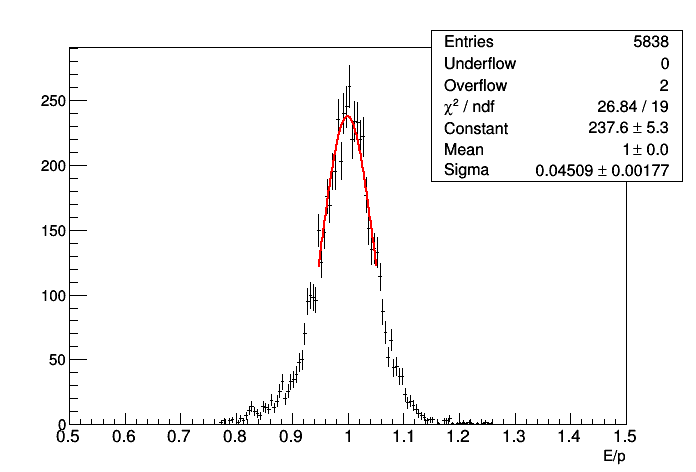 Entries 5838
Underflow 0
Overflow 2
χ² / ndf 26.84 / 19
Constant 237.6 ± 5.3
Mean 1 ± 0.0
Sigma 0.04509 ± 0.00177
250
200
150
100
50
0
0.5 0.6 0.7 0.8 0.9 1 1.1 1.2 1.3 1.4 1.5
E/p